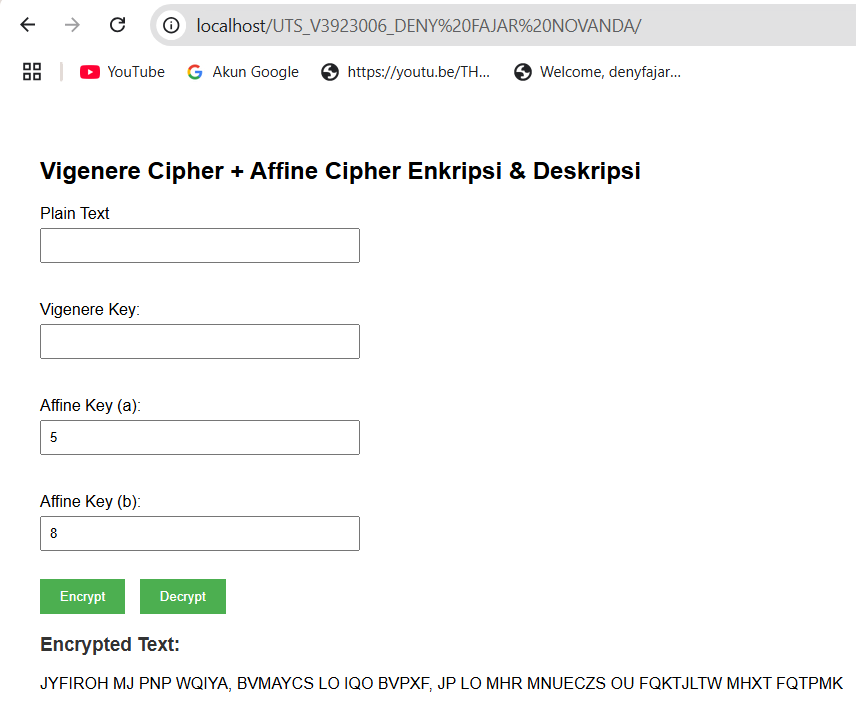 localhost/UTS_V3923006_DENY%20FAJAR%20NOVANDA/
YouTube Akun Google https://youtu.be/TH... Welcome, denyfajar...
Vigenere Cipher + Affine Cipher Enkripsi & Deskripsi
Plain Text
Vigenere Key:
Affine Key (a):
5
Affine Key (b):
8
Encrypt Decrypt
Encrypted Text:
JYFIROH MJ PNP WQIYA, BVMAYCS LO IQO BVPXF, JP LO MHR MNUECZS OU FQKTJLTW MHXT FQTPMK